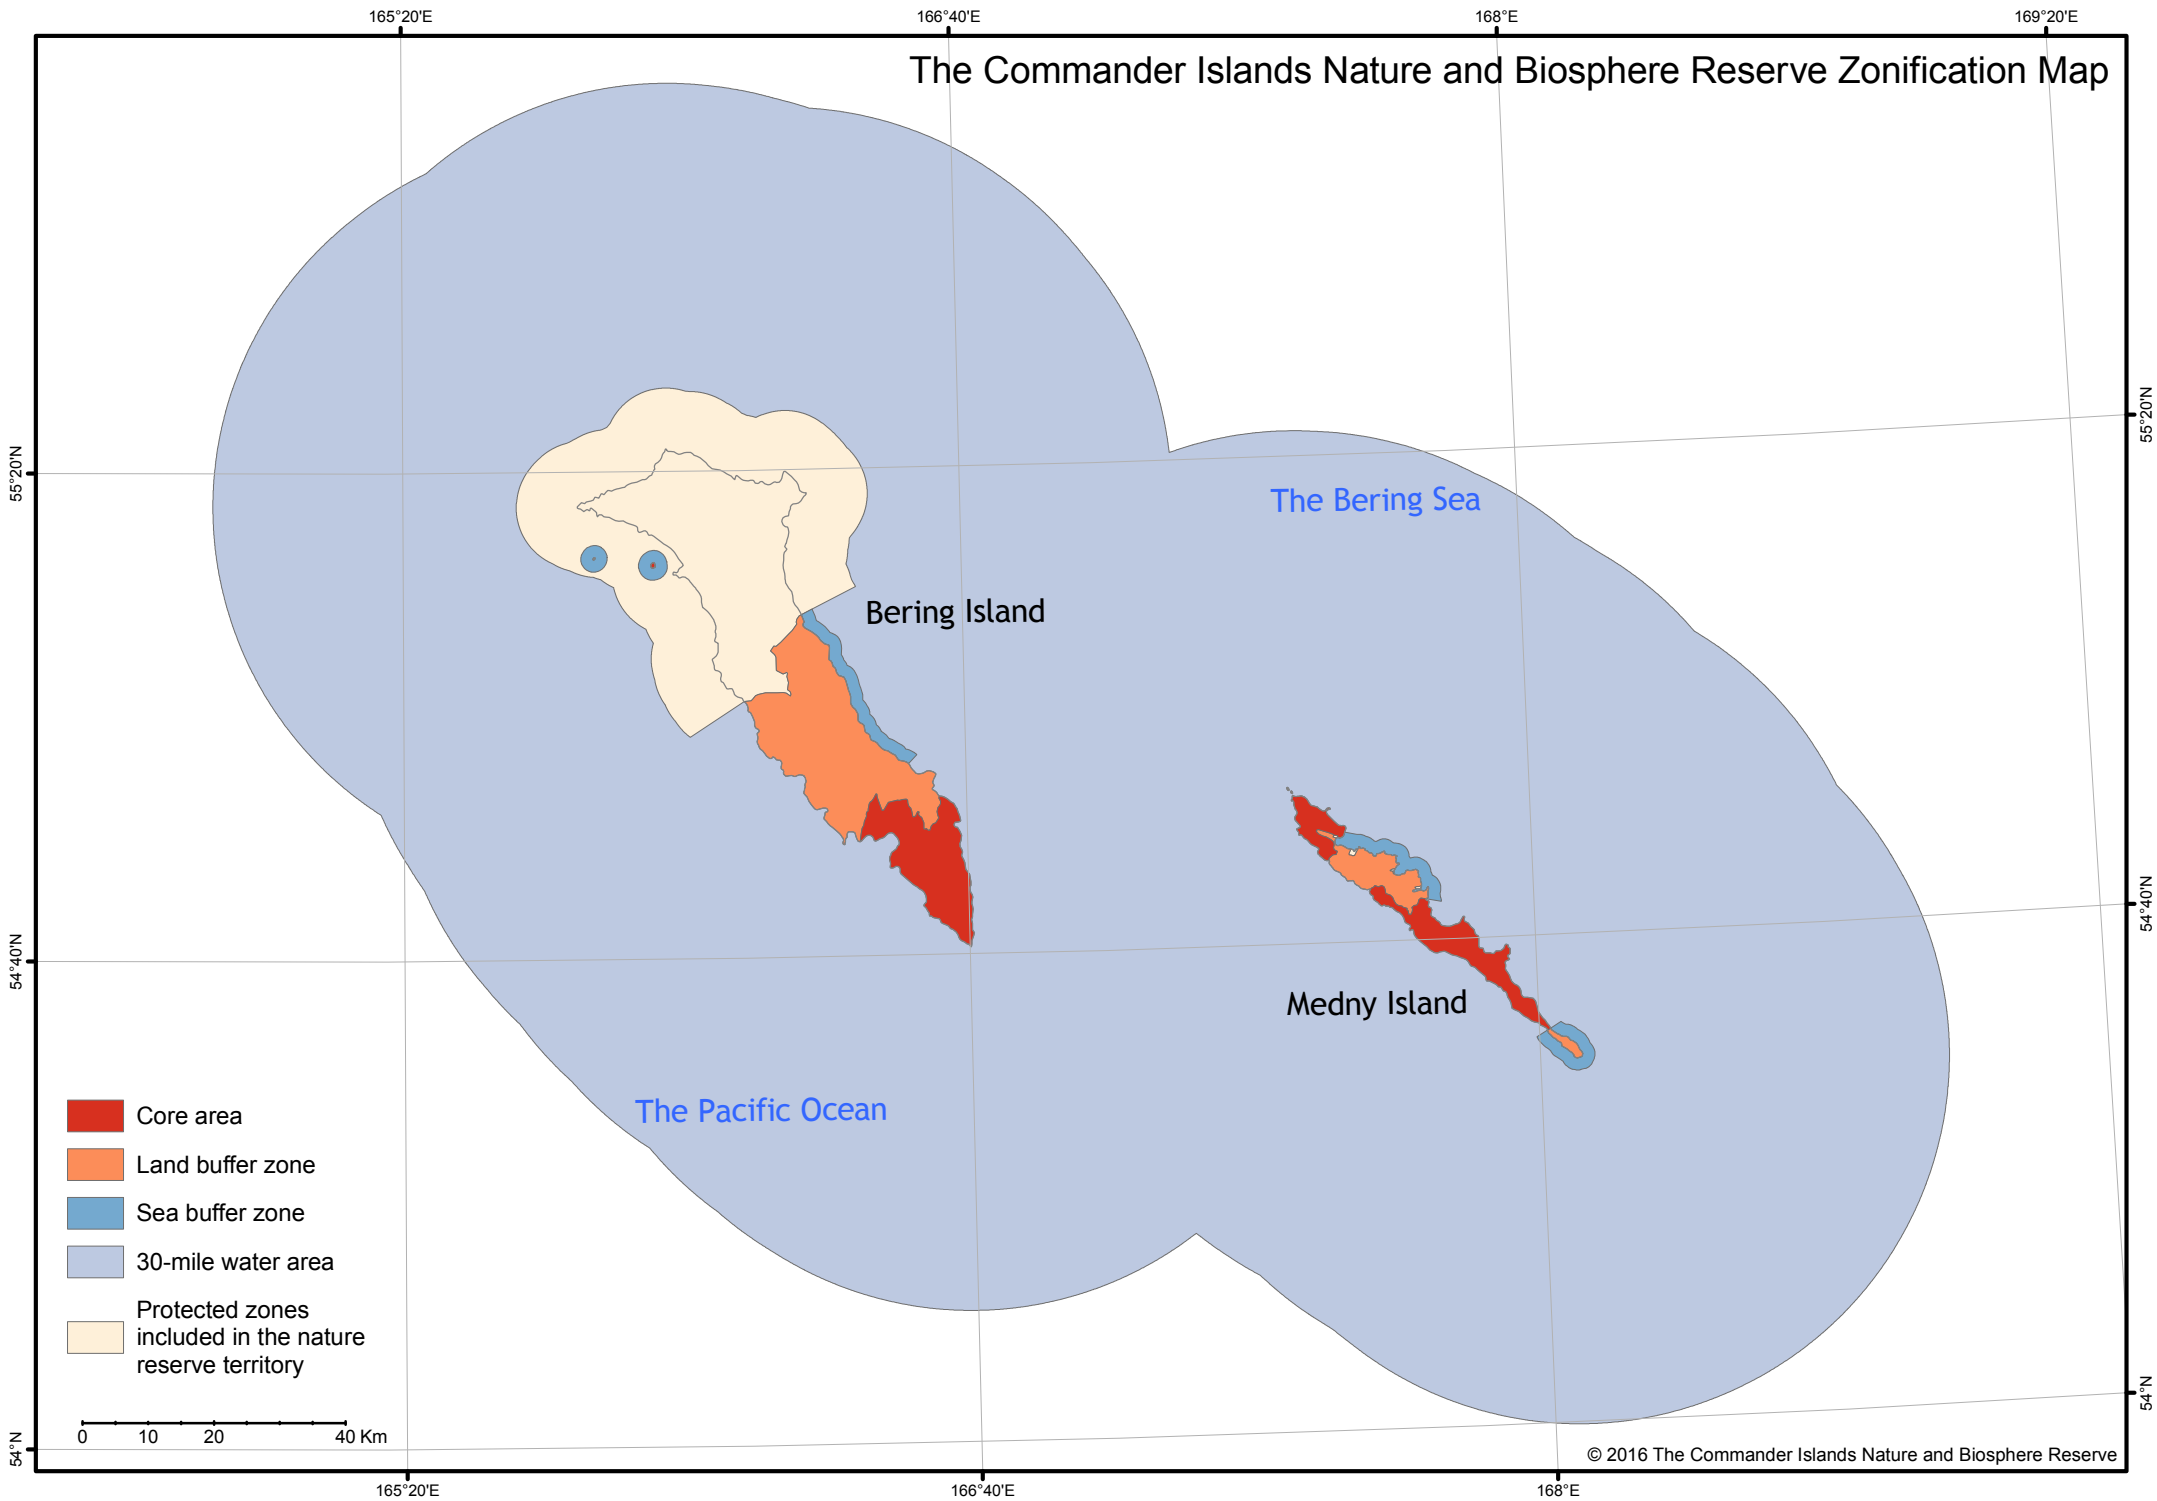 165°20'E
166°40'E
168°E
169°20'E
The Commander Islands Nature and Biosphere Reserve Zonification Map
55°20'N
55°20'N
The Bering Sea
Bering Island
54°40'N
54°40'N
Medny Island
The Pacific Ocean
Core area
Land buffer zone
Sea buffer zone
30-mile water area
Protected zones
included in the nature
reserve territory
0 10 20 40 Km
54°N
54°N
© 2016 The Commander Islands Nature and Biosphere Reserve
165°20'E
166°40'E
168°E